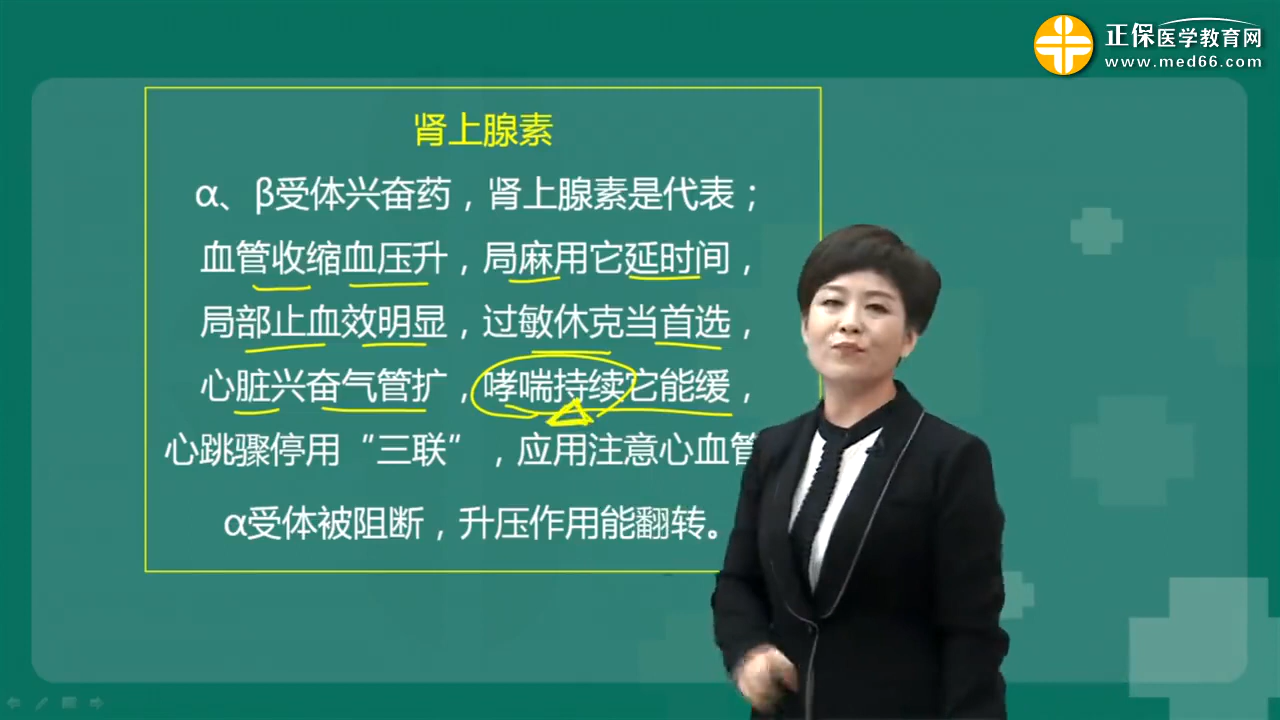 正保医学教育网
www.med66.com
肾上腺素
α、β受体兴奋药，肾上腺素是代表；
血管收缩血压升，局麻用它延时间，
局部止血效明显，过敏休克当首选，
心脏兴奋气管扩，哮喘持续它能缓，
心跳骤停用“三联”，应用注意心血
α受体被阻断，升压作用能翻转。